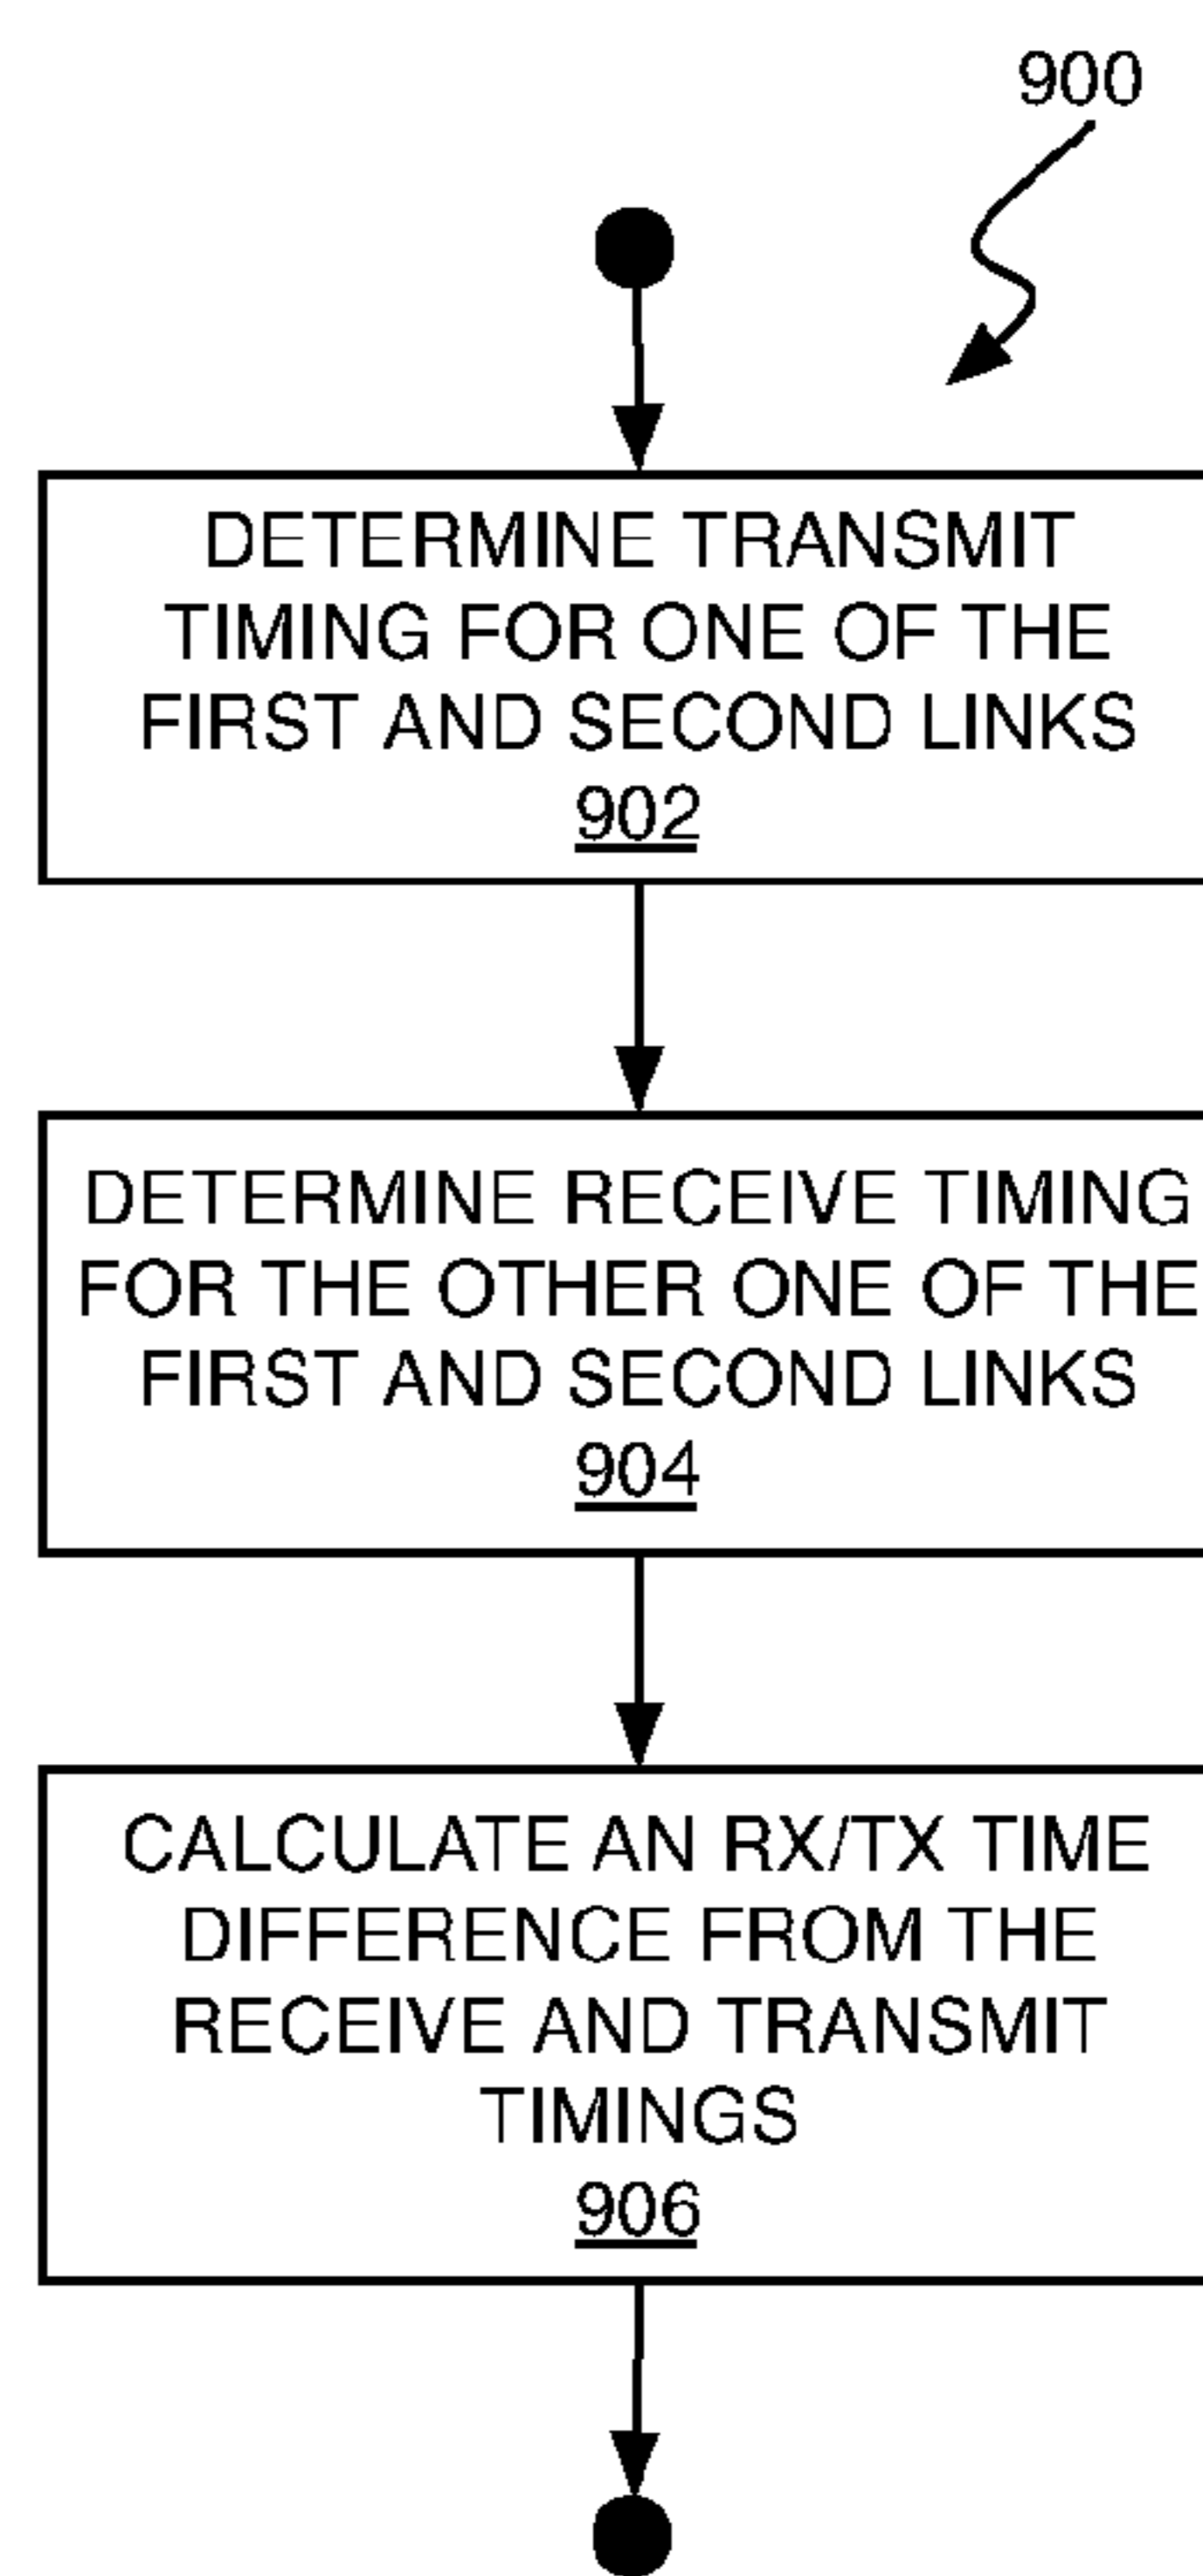 900
DETERMINE TRANSMIT
TIMING FOR ONE OF THE
FIRST AND SECOND LINKS
902
DETERMINE RECEIVE TIMING
FOR THE OTHER ONE OF THE
FIRST AND SECOND LINKS
904
CALCULATE AN RX/TX TIME
DIFFERENCE FROM THE
RECEIVE AND TRANSMIT
TIMINGS
906